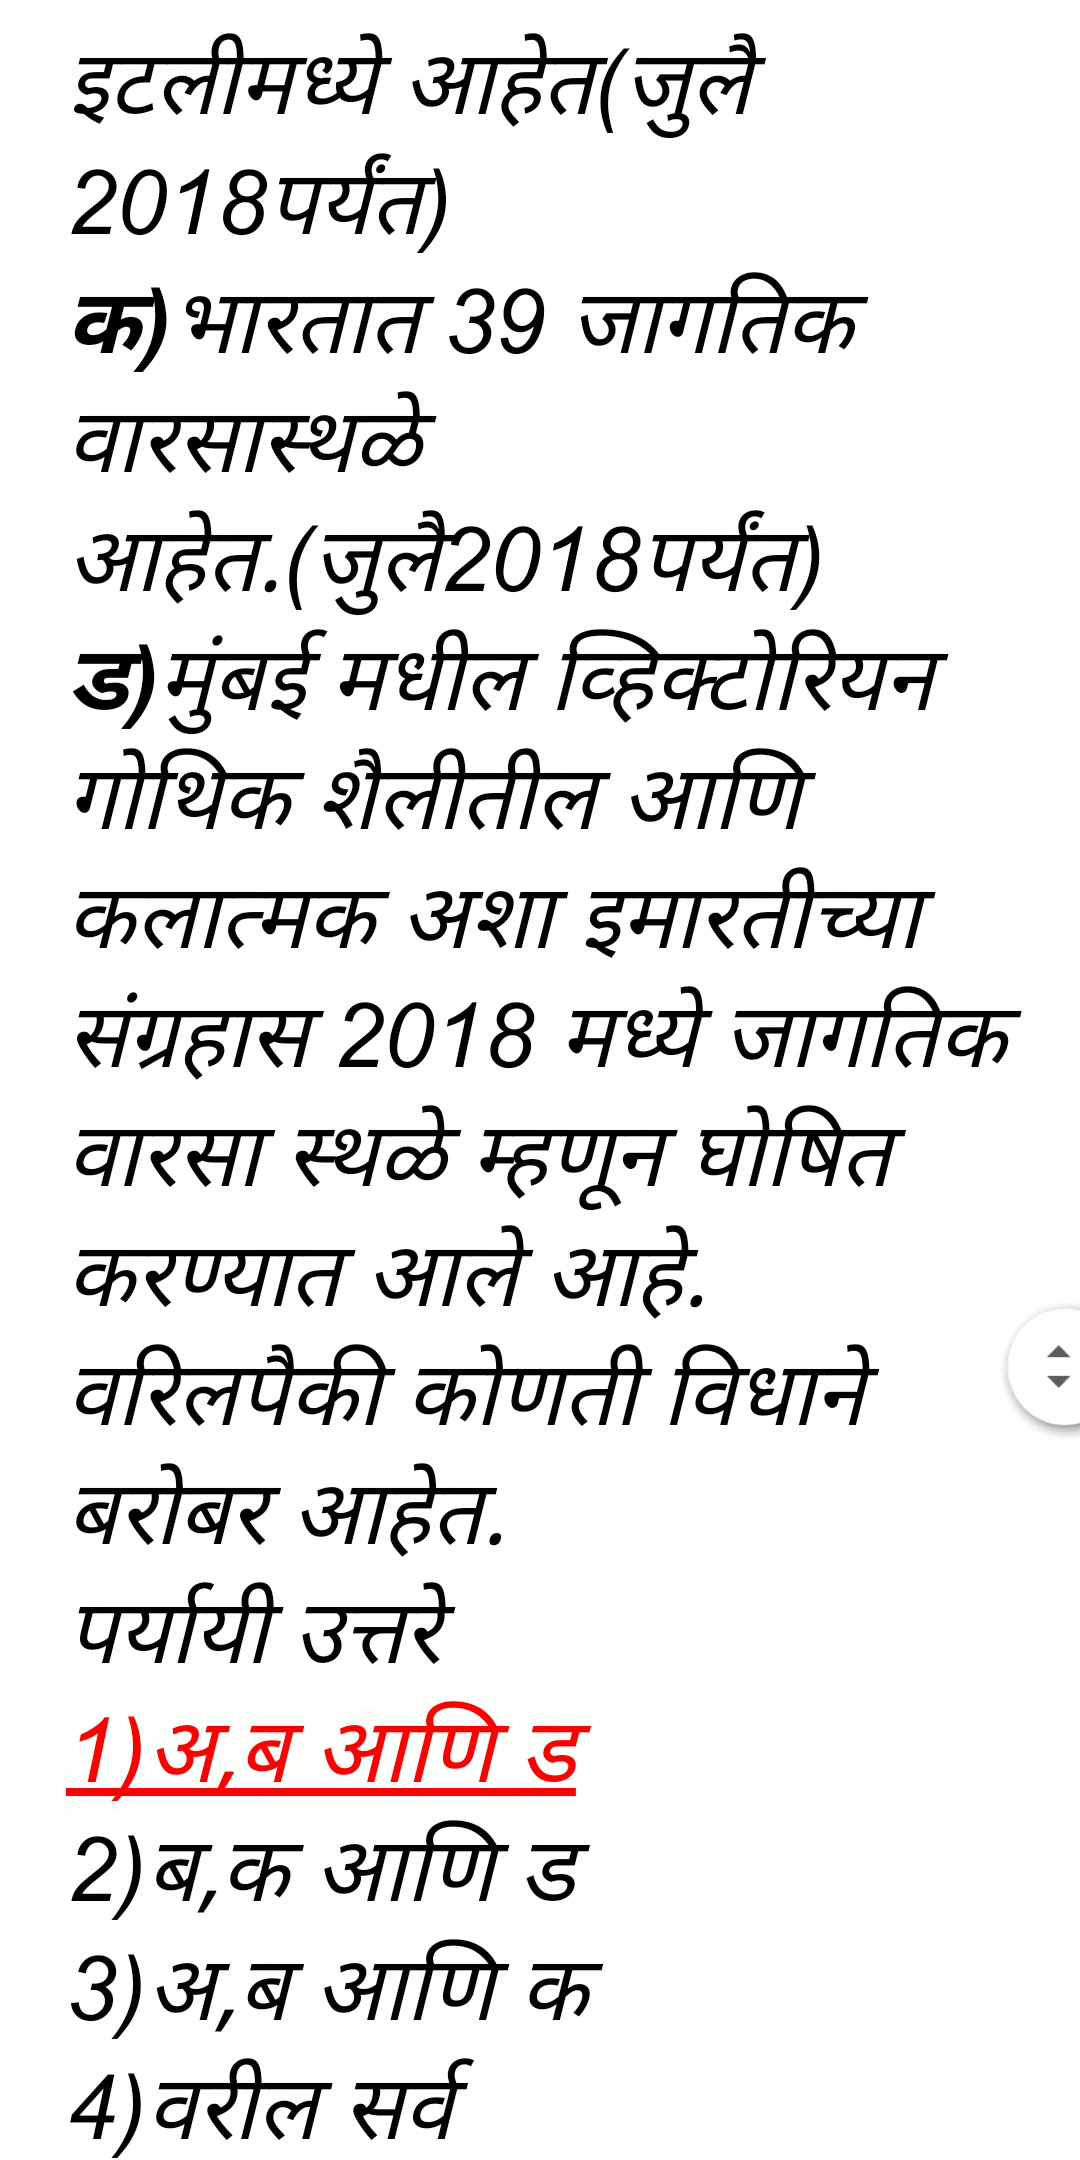 इटलीमध्ये आहेत(जुलै
2018पर्यंत)
क)भारतात 39 जागतिक
वारसास्थळे
आहेत.(जुलै2018पर्यंत)
ड)मुंबई मधील व्हिक्टोरियन
गोथिक शैलीतील आणि
कलात्मक अशा इमारतीच्या
संग्रहास 2018 मध्ये जागतिक
वारसा स्थळे म्हणून घोषित
करण्यात आले आहे.
वरिलपैकी कोणती विधाने
बरोबर आहेत.
पर्यायी उत्तरे
1)अ,ब आणि ड
2)ब,क आणि ड
3)अ,ब आणि क
4)वरील सर्व